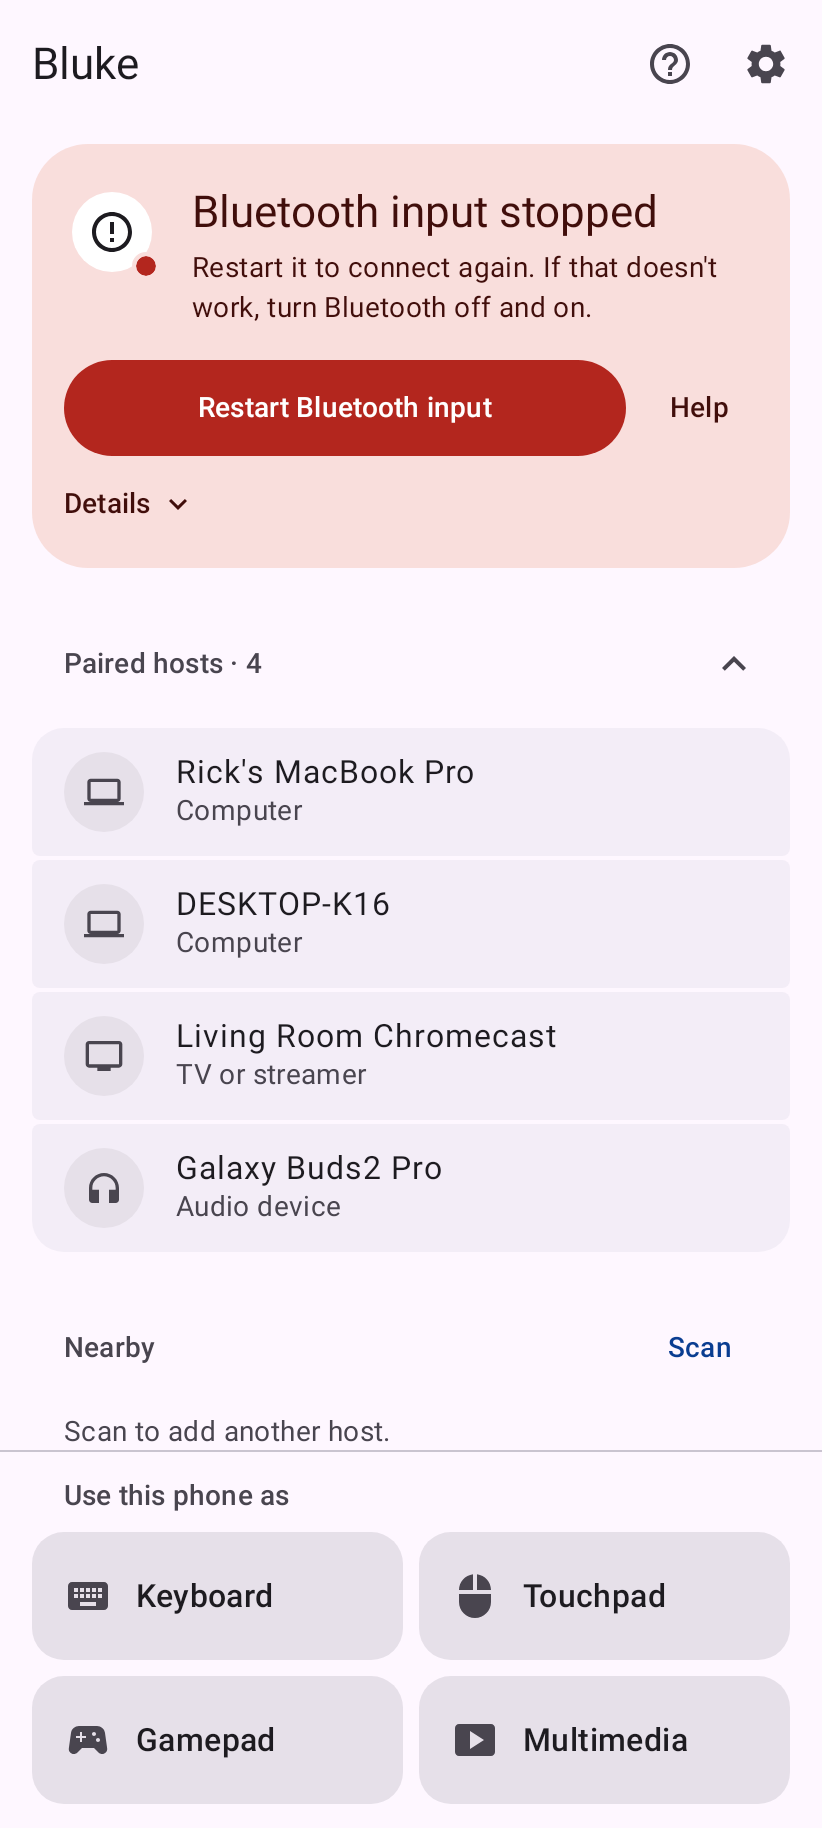 Bluke
Bluetooth input stopped
Restart it to connect again. If that doesn't
work, turn Bluetooth off and on.
Restart Bluetooth input
Help
Details
Paired hosts · 4
Rick's MacBook Pro
Computer
DESKTOP-K16
Computer
Living Room Chromecast
TV or streamer
Galaxy Buds2 Pro
Audio device
Nearby
Scan
Scan to add another host.
Use this phone as
Keyboard
Touchpad
Gamepad
Multimedia